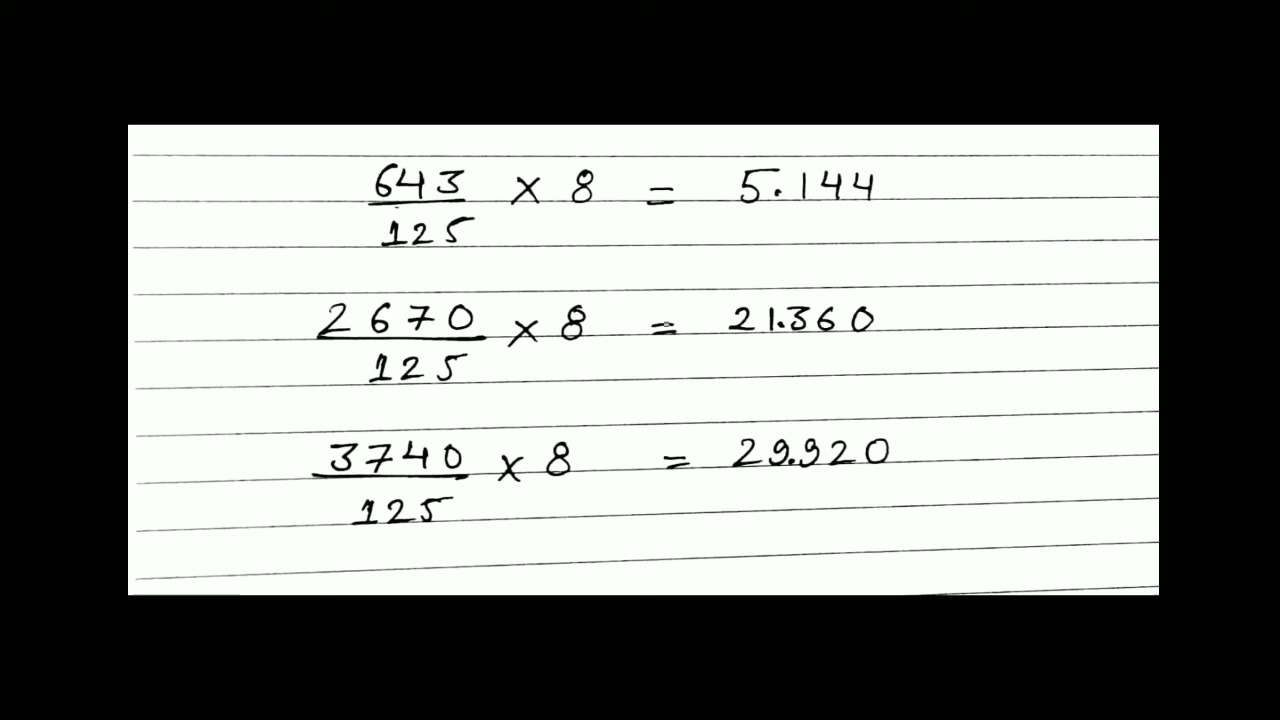 643 × 8 = 5.144
125
2670 × 8 = 21.360
125
3740 × 8 = 29.920
125